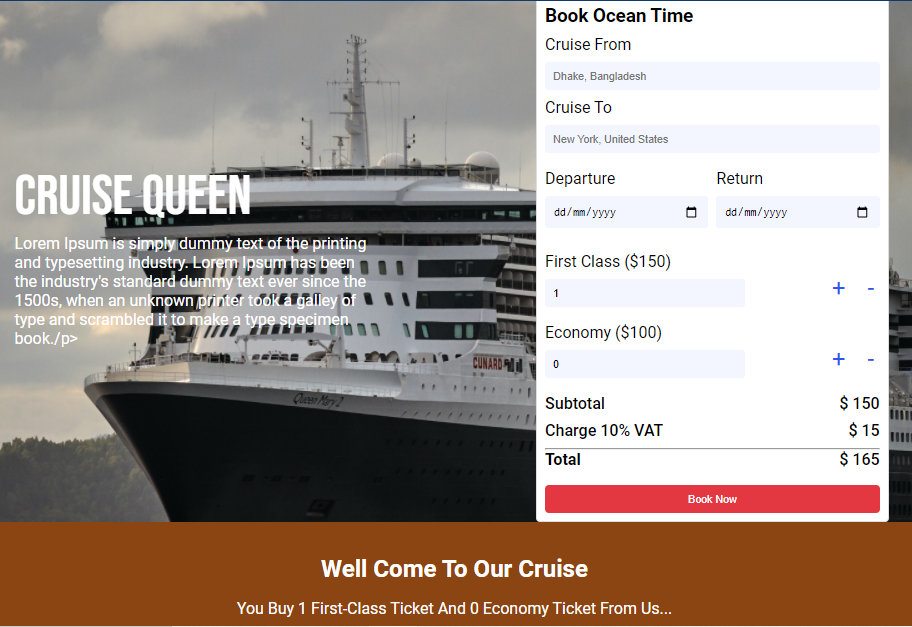 CRUISE QUEEN
Lorem Ipsum is simply dummy text of the printing
and typesetting industry. Lorem Ipsum has been
the industry's standard dummy text ever since the
1500s, when an unknown printer took a galley of
type and scrambled it to make a type specimen
book./p>
CUNARD
Queen Mary 2
Book Ocean Time
Cruise From
Dhake, Bangladesh
Cruise To
New York, United States
Departure Return
dd/mm/yyyy dd/mm/yyyy
First Class ($150)
1 + -
Economy ($100)
0 + -
Subtotal $ 150
Charge 10% VAT $ 15
Total $ 165
Book Now
Well Come To Our Cruise
You Buy 1 First-Class Ticket And 0 Economy Ticket From Us...